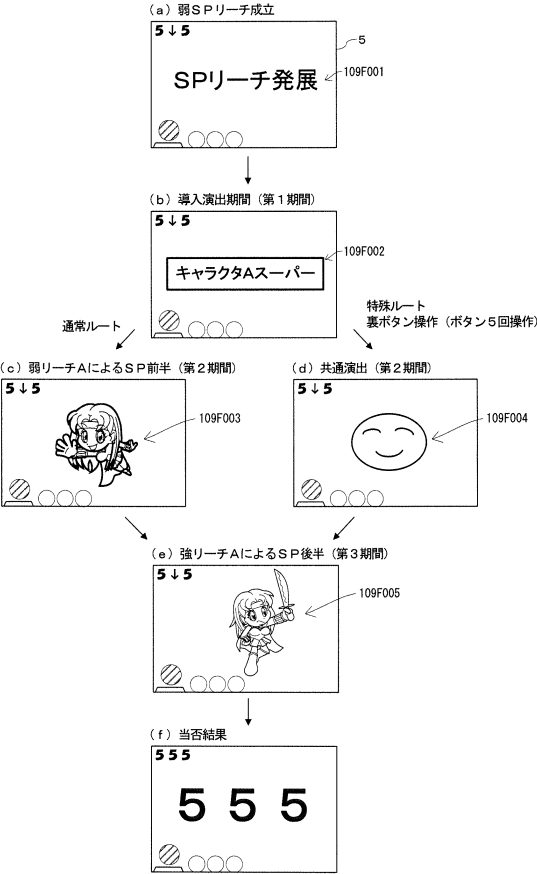 (a) 弱SPリーチ成立
5↓5
5
SPリーチ発展
109F001
(b) 導入演出期間 (第1期間)
5↓5
109F002
キャラクタAスーパー
通常ルート
特殊ルート
裏ボタン操作 (ボタン5回操作)
(c) 弱リーチAによるSP前半 (第2期間)
5↓5
109F003
(d) 共通演出 (第2期間)
5↓5
109F004
(e) 強リーチAによるSP後半 (第3期間)
5↓5
109F005
(f) 当否結果
5 5 5
5 5 5